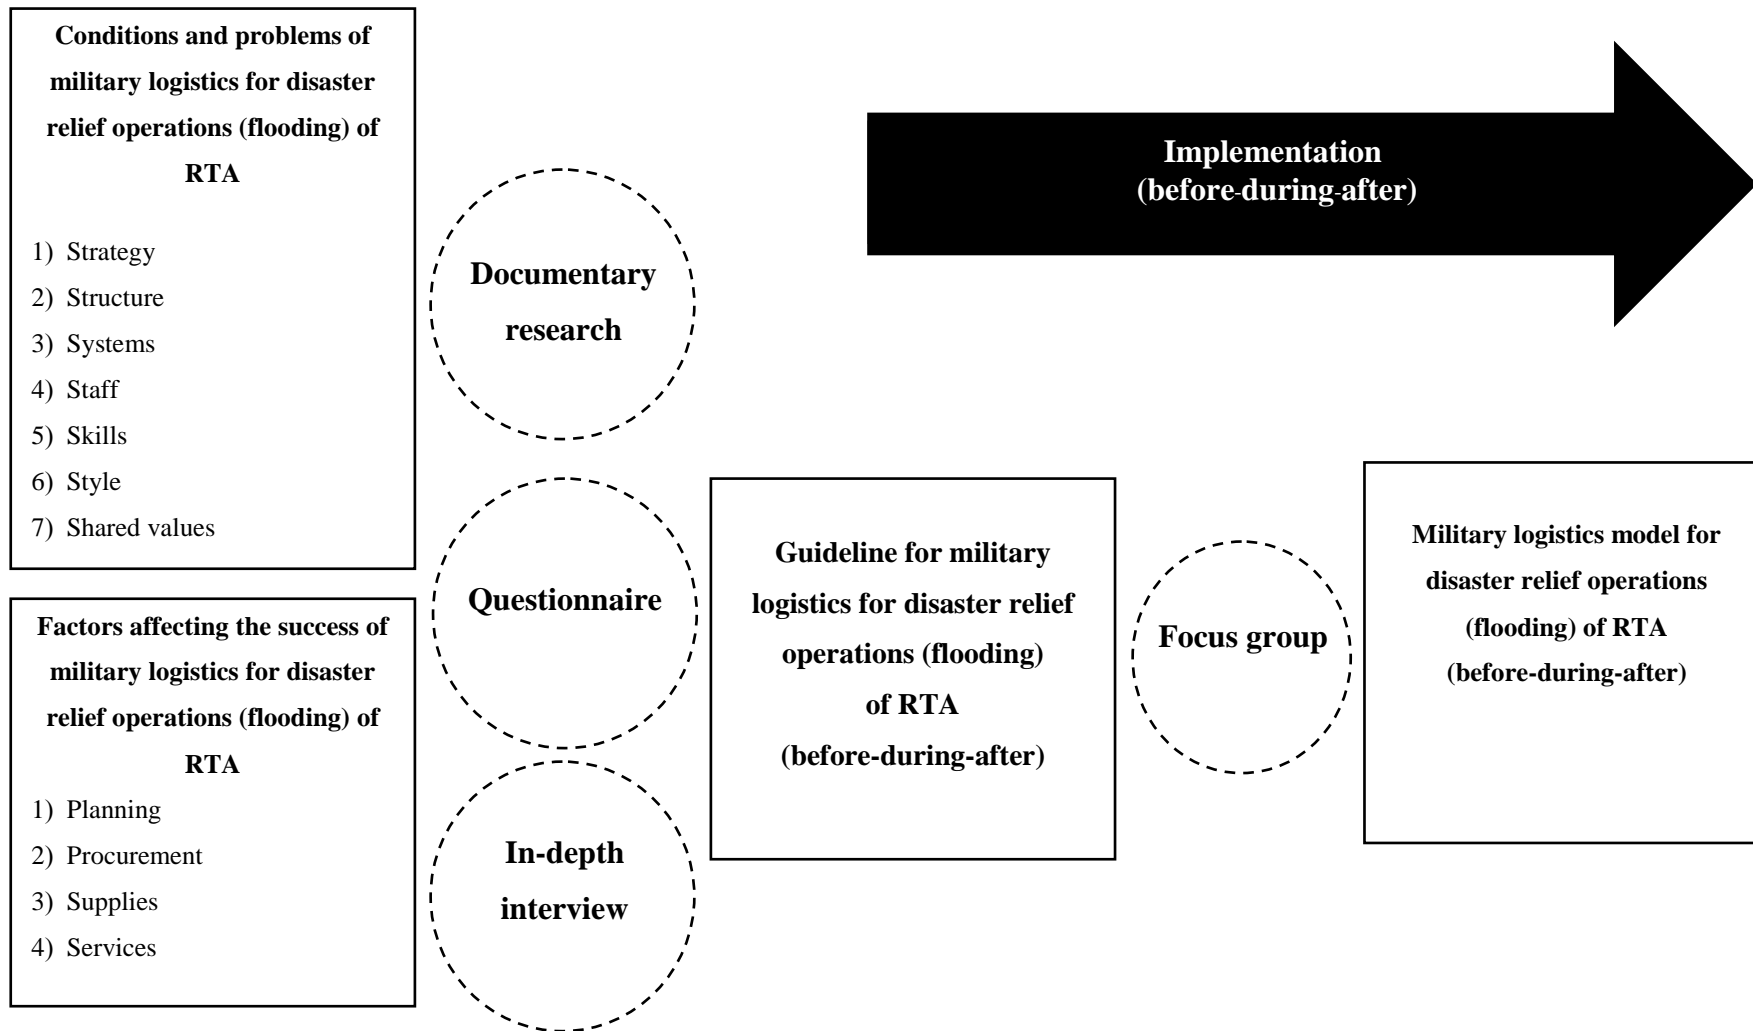 Conditions and problems of
military logistics for disaster
relief operations (flooding) of
RTA
1) Strategy
2) Structure
3) Systems
4) Staff
5) Skills
6) Style
7) Shared values
Factors affecting the success of
military logistics for disaster
relief operations (flooding) of
RTA
1) Planning
2) Procurement
3) Supplies
4) Services
Documentary
research
Questionnaire
In-depth
interview
Implementation
(before-during-after)
Guideline for military
logistics for disaster relief
operations (flooding)
of RTA
(before-during-after)
Focus group
Military logistics model for
disaster relief operations
(flooding) of RTA
(before-during-after)